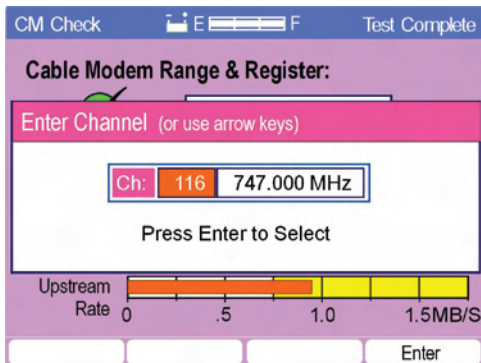 CM Check E F Test Complete
Cable Modem Range & Register:
Enter Channel (or use arrow keys)
Ch: 116 747.000 MHz
Press Enter to Select
Upstream
Rate 0 .5 1.0 1.5MB/S
Enter